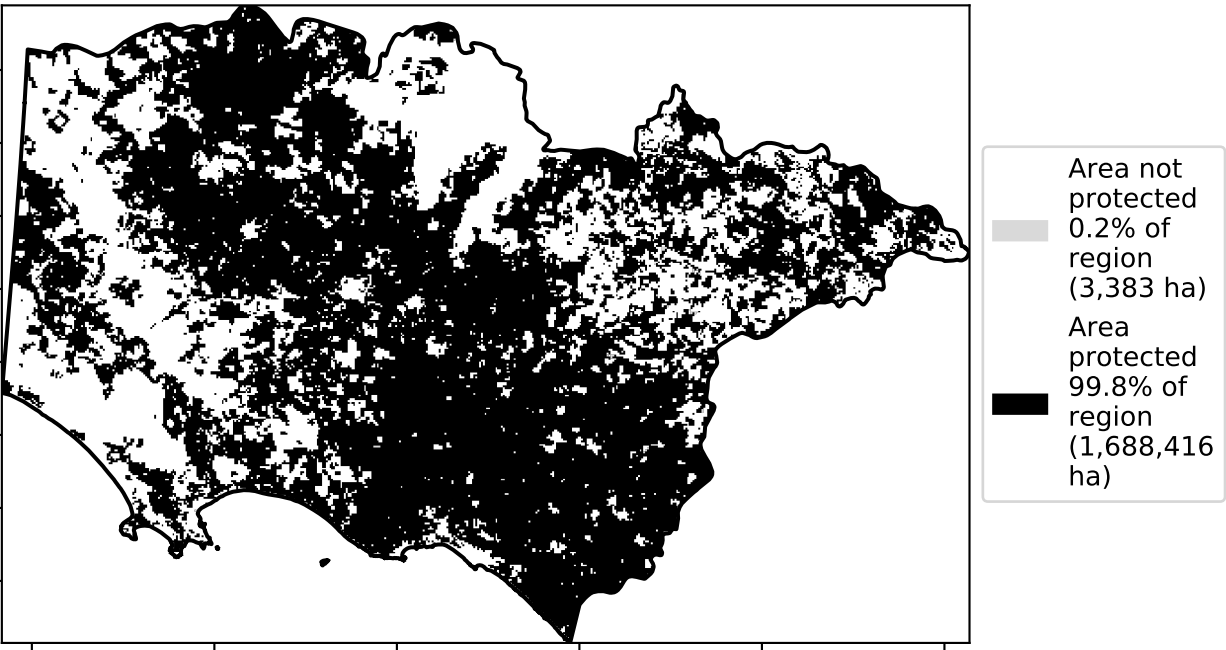 Area not
protected
0.2% of
region
(3,383 ha)
Area
protected
99.8% of
region
(1,688,416
ha)